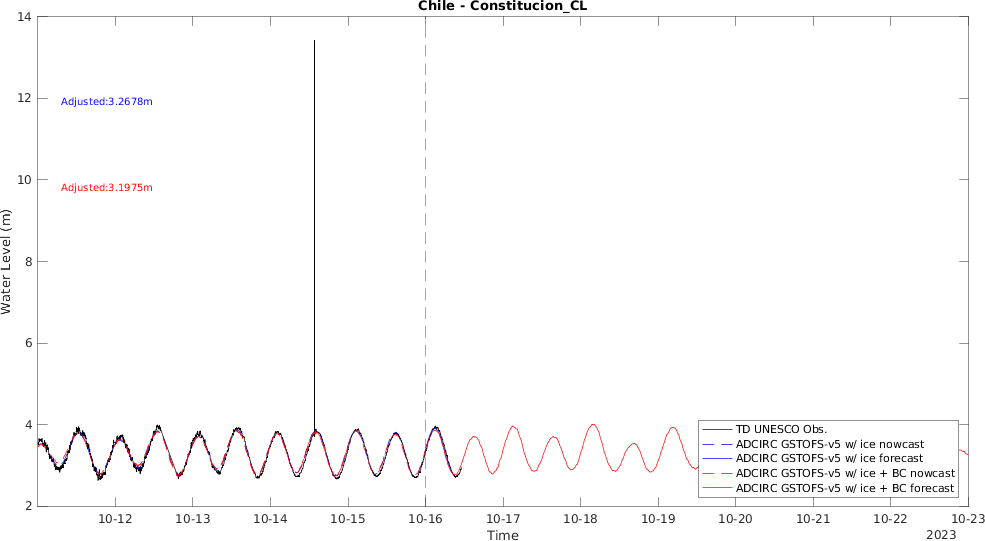 Chile - Constitucion_CL
14
12
10
8
6
4
2
Water Level (m)
Adjusted:3.2678m
Adjusted:3.1975m
TD UNESCO Obs.
ADCIRC GSTOFS-v5 w/ ice nowcast
ADCIRC GSTOFS-v5 w/ ice forecast
ADCIRC GSTOFS-v5 w/ ice + BC nowcast
ADCIRC GSTOFS-v5 w/ ice + BC forecast
10-12 10-13 10-14 10-15 10-16 10-17 10-18 10-19 10-20 10-21 10-22 10-23
Time
2023